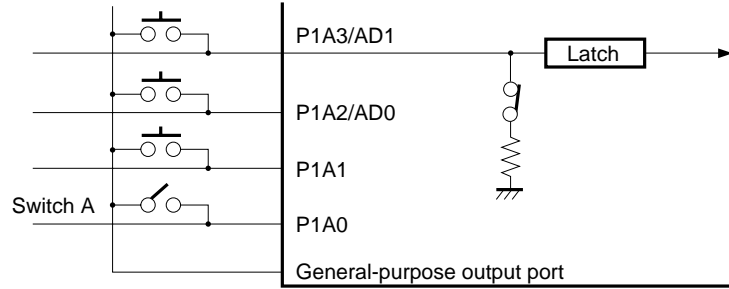 P1A3/AD1
Latch
P1A2/AD0
P1A1
Switch A
P1A0
General-purpose output port